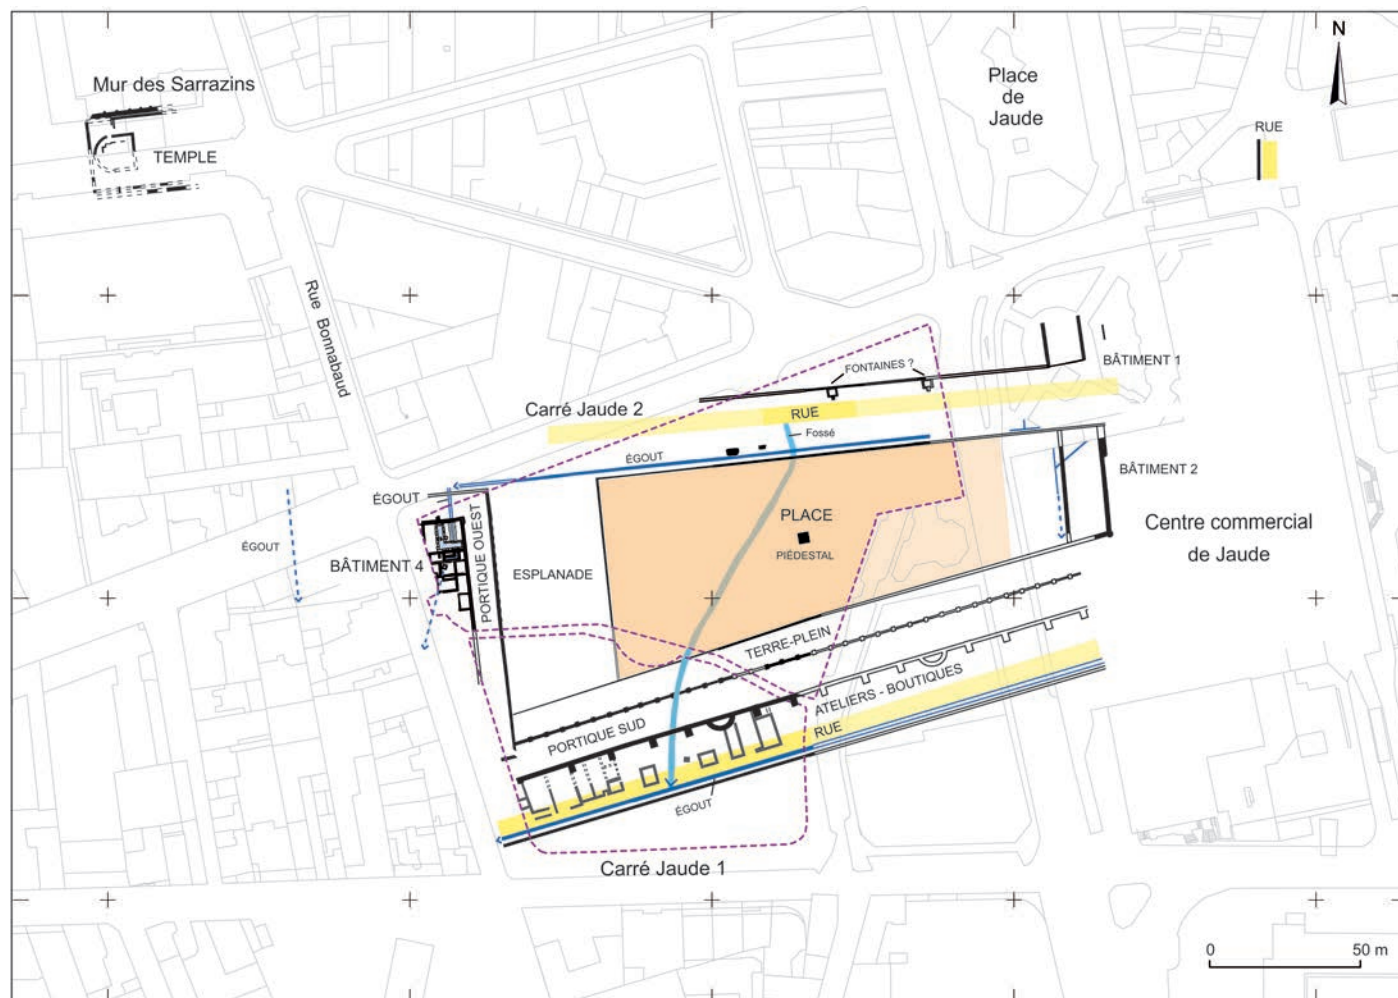 N
Mur des Sarrazins
TEMPLE
Place
de
Jaude
RUE
Rue Bonnabaud
FONTAINES ?
BÂTIMENT 1
Carré Jaude 2
RUE
Fossé
ÉGOUT
ÉGOUT
BÂTIMENT 2
ÉGOUT
BÂTIMENT 4
PORTIQUE OUEST
ESPLANADE
PLACE
PIÉDESTAL
Centre commercial
de Jaude
TERRE-PLEIN
ATELIERS - BOUTIQUES
PORTIQUE SUD
RUE
ÉGOUT
Carré Jaude 1
0 50 m